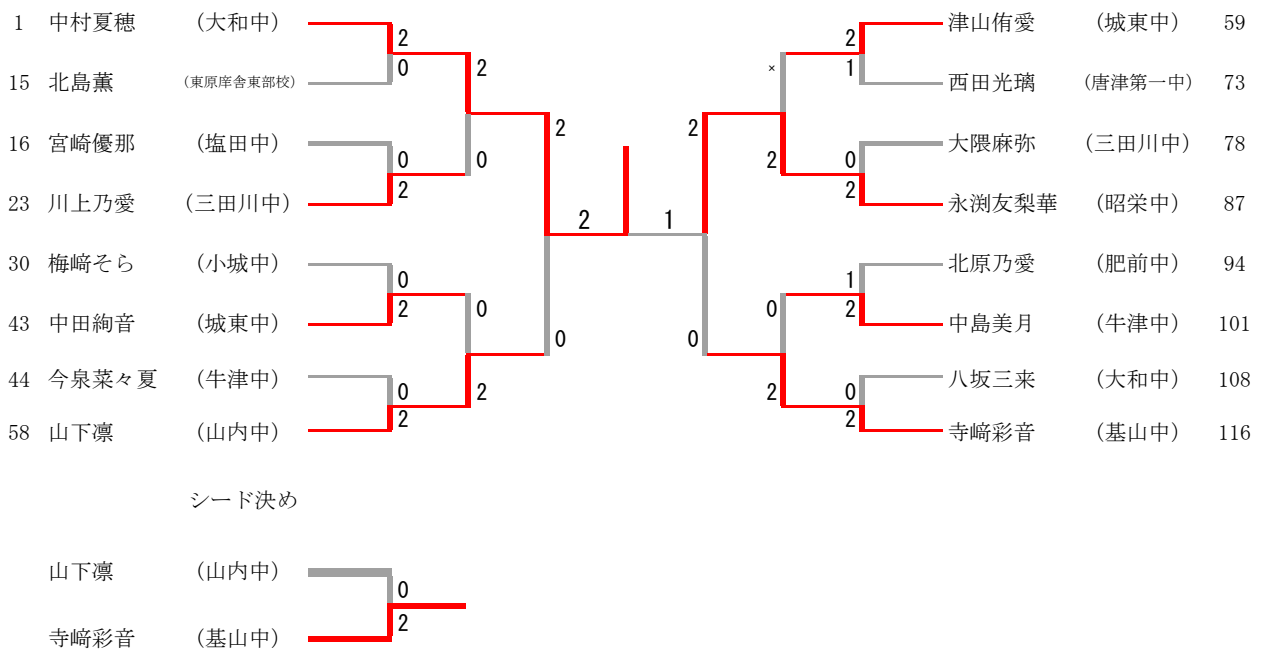 1 中村夏穂 (大和中) 2 2 津山侑愛 (城東中) 59
0 2 × 1
15 北島薫 (東原庠舎東部校) 西田光璃 (唐津第一中) 73
2 2
16 宮崎優那 (塩田中) 大隈麻弥 (三田川中) 78
0 0 2 0
2 2
23 川上乃愛 (三田川中) 永渕友梨華 (昭栄中) 87
2 1
30 梅﨑そら (小城中) 北原乃愛 (肥前中) 94
0 1
2 0 0 2
43 中田絢音 (城東中) 中島美月 (牛津中) 101
0 0
44 今泉菜々夏 (牛津中) 八坂三来 (大和中) 108
0 2 2 0
2 2
58 山下凛 (山内中) 寺﨑彩音 (基山中) 116
シード決め
山下凛 (山内中)
0
2
寺﨑彩音 (基山中)